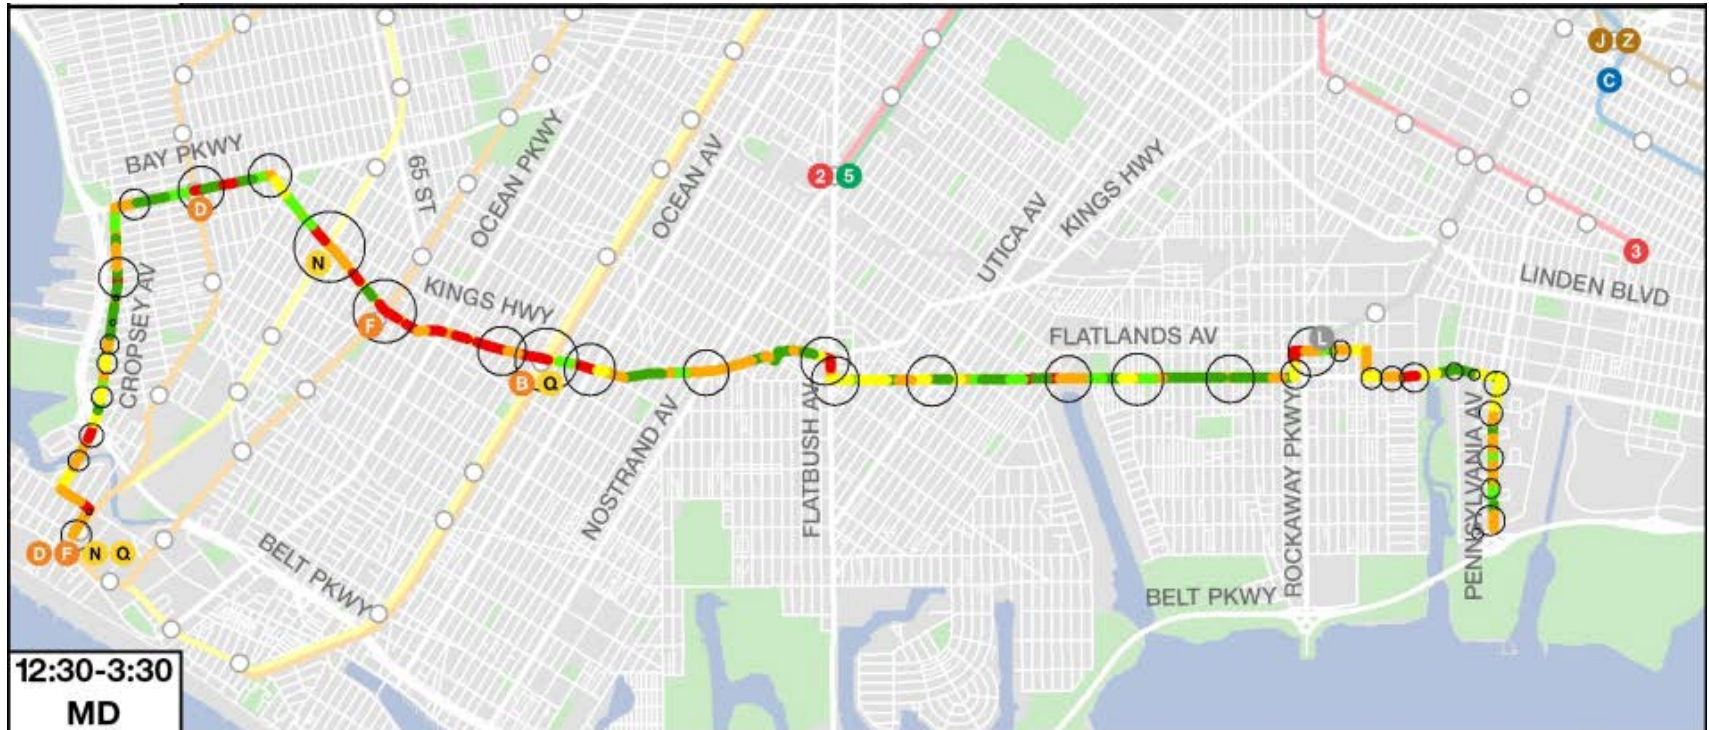 J Z
C
BAY PKWY
65 ST
OCEAN PKWY
OCEAN AV
2 5
UTICA AV
KINGS HWY
D
N
3
LINDEN BLVD
CROPSEY AV
KINGS HWY
F
FLATLANDS AV
L
B Q
NOSTRAND AV
FLATBUSH AV
ROCKAWAY PKWY
PENNSYLVANIA AV
D F N Q
BELT PKWY
BELT PKWY
12:30-3:30
MD